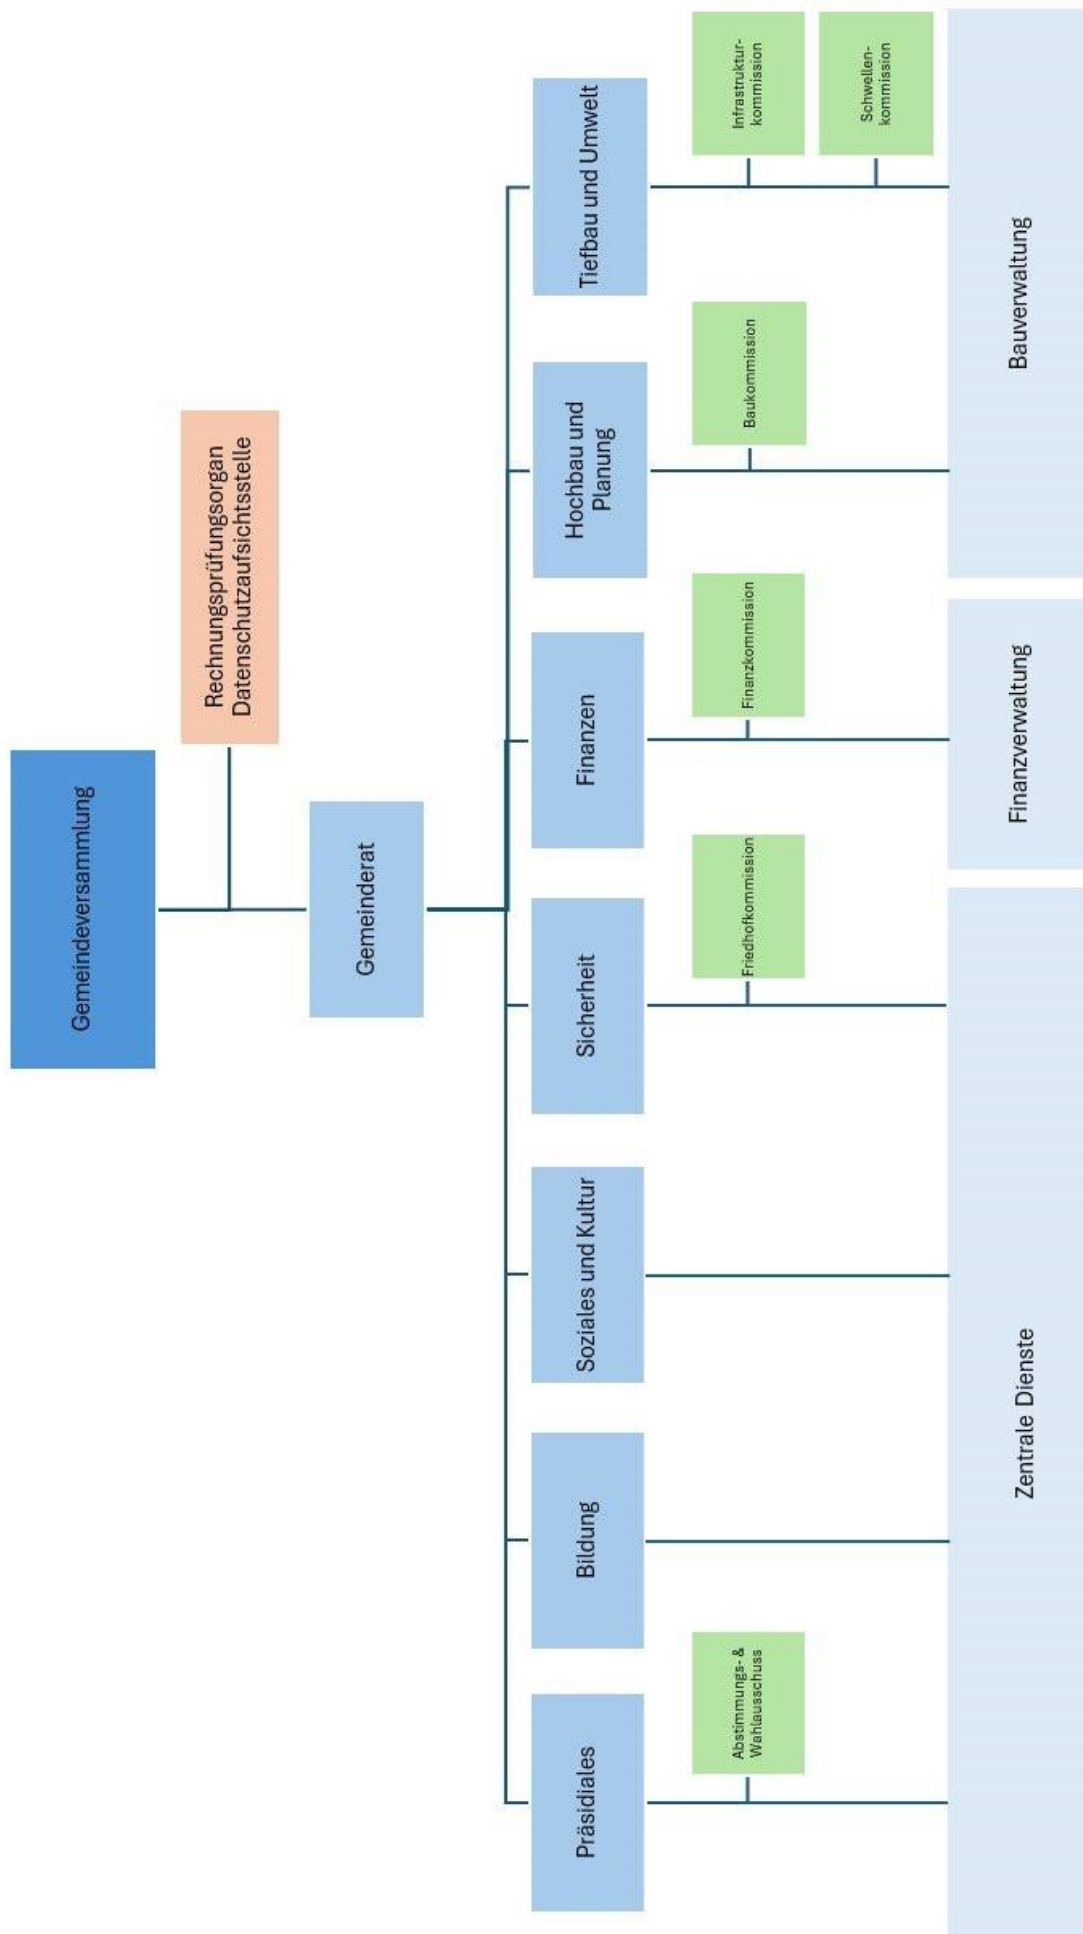 Gemeindeversammlung
Rechnungsprüfungsorgan
Datenschutzaufsichtsstelle
Gemeinderat
Präsidiales
Bildung
Soziales und Kultur
Sicherheit
Finanzen
Hochbau und
Planung
Tiefbau und Umwelt
Abstimmungs- &
Wahlausschuss
Friedhofkommission
Finanzkommission
Baukommission
Infrastruktur-
kommission
Schwellen-
kommission
Zentrale Dienste
Finanzverwaltung
Bauverwaltung